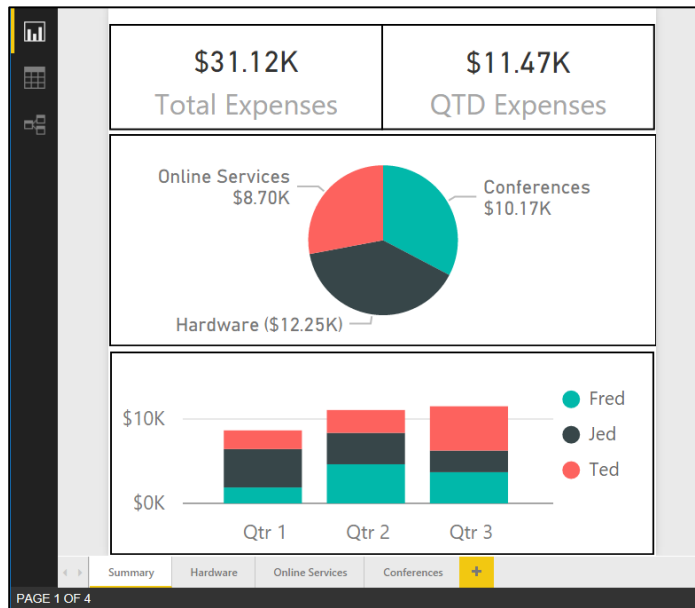 $31.12K
Total Expenses
$11.47K
QTD Expenses
Online Services
$8.70K
Conferences
$10.17K
Hardware ($12.25K)
$10K
$0K
Qtr 1
Qtr 2
Qtr 3
Fred
Jed
Ted
Summary
Hardware
Online Services
Conferences
+
PAGE 1 OF 4